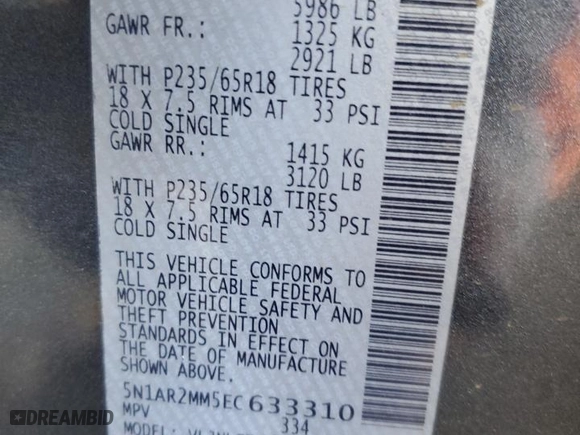 5986 LB
GAWR FR.: 1325 KG
2921 LB
WITH P235/65R18 TIRES
18 X 7.5 RIMS AT 33 PSI
COLD SINGLE
GAWR RR.: 1415 KG
3120 LB
WITH P235/65R18 TIRES
18 X 7.5 RIMS AT 33 PSI
COLD SINGLE
THIS VEHICLE CONFORMS TO
ALL APPLICABLE FEDERAL
MOTOR VEHICLE SAFETY AND
THEFT PREVENTION
STANDARDS IN EFFECT ON
THE DATE OF MANUFACTURE
SHOWN ABOVE.
5N1AR2MM5EC633310
MPV 334
MODEL:
DREAMBID